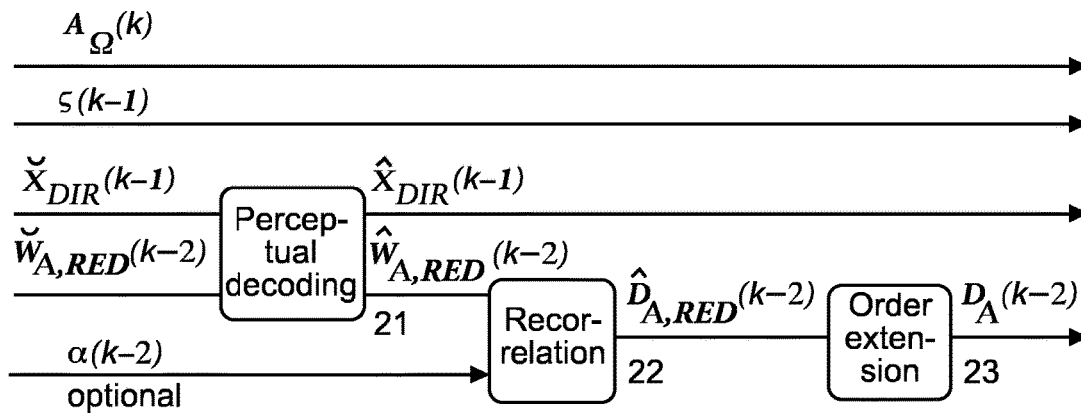 A_Ω(k)
ς(k−1)
X̆_DIR(k−1)
X̂_DIR(k−1)
Percep-
tual
decoding
W̆_A,RED(k−2)
Ŵ_A,RED(k−2)
21
D̂_A,RED(k−2)
D_A(k−2)
Recor-
relation
Order
exten-
sion
α(k−2)
optional
22
23